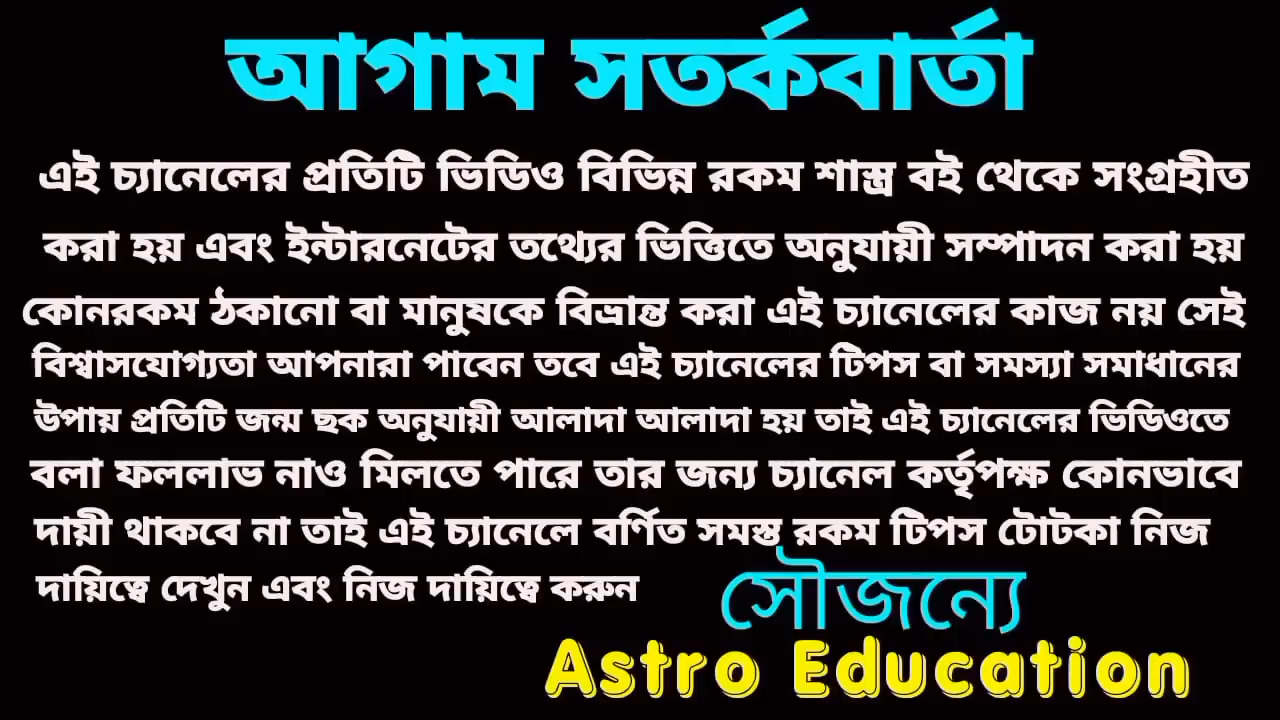 আগাম সতর্কবার্তা
এই চ্যানেলের প্রতিটি ভিডিও বিভিন্ন রকম শাস্ত্র বই থেকে সংগ্রহীত
করা হয় এবং ইন্টারনেটের তথ্যের ভিত্তিতে অনুযায়ী সম্পাদন করা হয়
কোনরকম ঠকানো বা মানুষকে বিভ্রান্ত করা এই চ্যানেলের কাজ নয় সেই
বিশ্বাসযোগ্যতা আপনারা পাবেন তবে এই চ্যানেলের টিপস বা সমস্যা সমাধানের
উপায় প্রতিটি জন্ম ছক অনুযায়ী আলাদা আলাদা হয় তাই এই চ্যানেলের ভিডিওতে
বলা ফললাভ নাও মিলতে পারে তার জন্য চ্যানেল কর্তৃপক্ষ কোনভাবে
দায়ী থাকবে না তাই এই চ্যানেলে বর্ণিত সমস্ত রকম টিপস টোটকা নিজ
দায়িত্বে দেখুন এবং নিজ দায়িত্বে করুন
সৌজন্যে
Astro Education